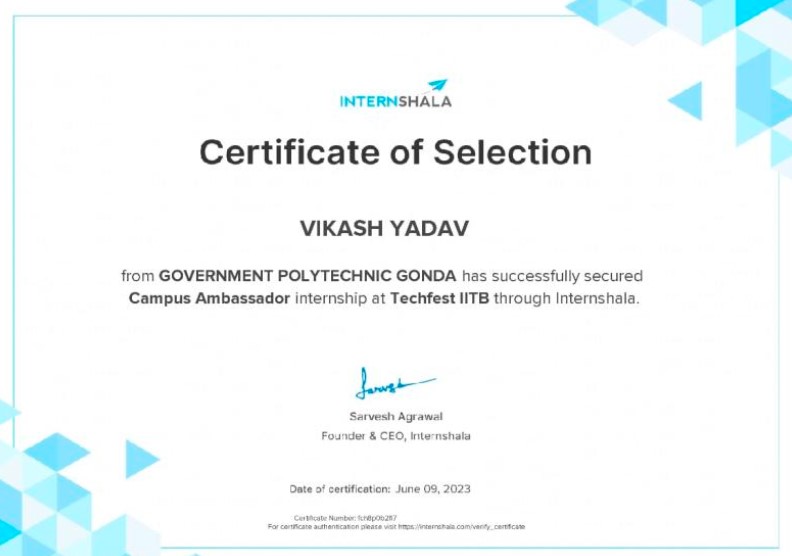 INTERNSHALA
Certificate of Selection
VIKASH YADAV
from GOVERNMENT POLYTECHNIC GONDA has successfully secured
Campus Ambassador internship at Techfest IITB through Internshala.
Sarvesh
Sarvesh Agrawal
Founder & CEO, Internshala
Date of certification: June 09, 2023
Certificate Number:
For certificate authentication please visit https://internshala.com/verify_certificate